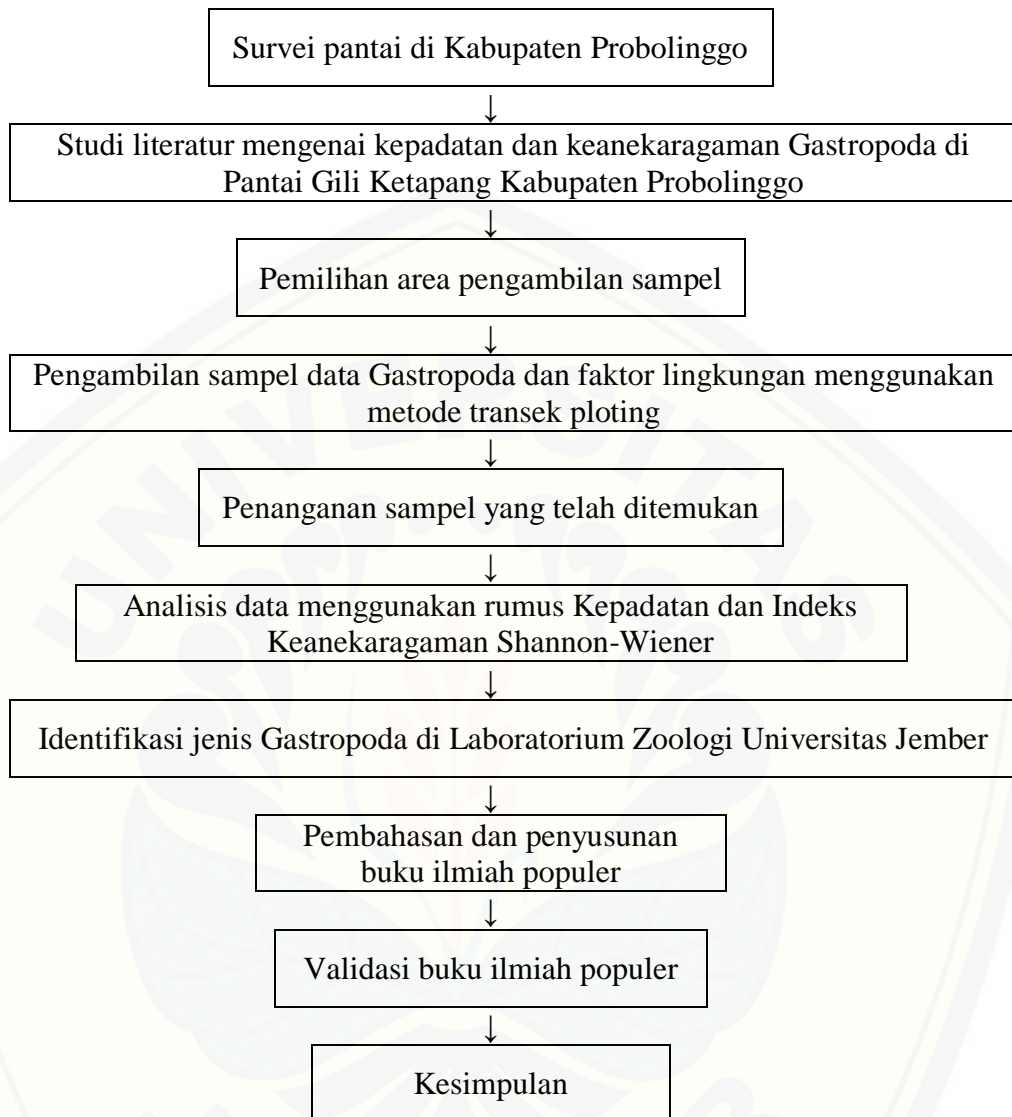 Survei pantai di Kabupaten Probolinggo
↓
Studi literatur mengenai kepadatan dan keanekaragaman Gastropoda di
Pantai Gili Ketapang Kabupaten Probolinggo
↓
Pemilihan area pengambilan sampel
↓
Pengambilan sampel data Gastropoda dan faktor lingkungan menggunakan
metode transek ploting
↓
Penanganan sampel yang telah ditemukan
↓
Analisis data menggunakan rumus Kepadatan dan Indeks
Keanekaragaman Shannon-Wiener
↓
Identifikasi jenis Gastropoda di Laboratorium Zoologi Universitas Jember
↓
Pembahasan dan penyusunan
buku ilmiah populer
↓
Validasi buku ilmiah populer
↓
Kesimpulan
UNIVERSITAS